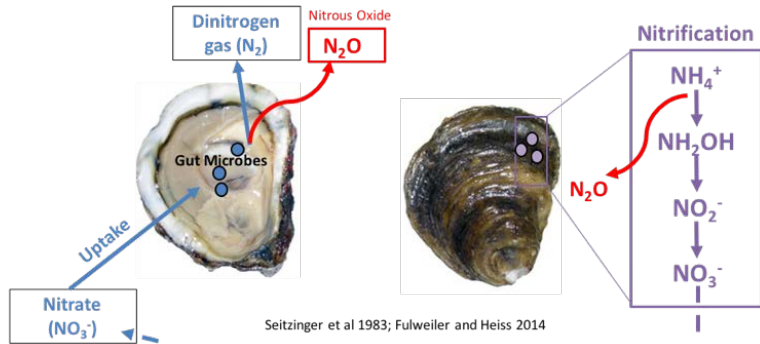 Dinitrogen
gas (N₂)
Nitrous Oxide
N₂O
Gut Microbes
Uptake
Nitrate
(NO₃⁻)
Nitrification
NH₄⁺
NH₂OH
N₂O
NO₂⁻
NO₃⁻
Seitzinger et al 1983; Fulweiler and Heiss 2014